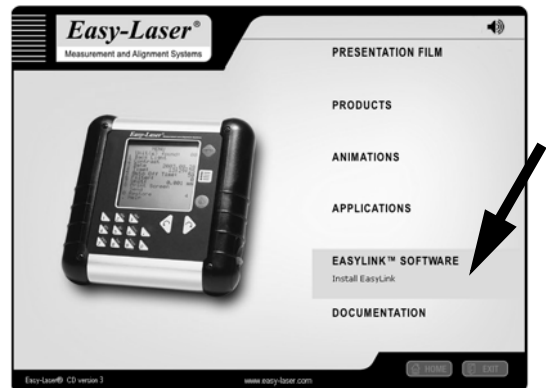 Easy-Laser®
Measurement and Alignment Systems
PRESENTATION FILM
PRODUCTS
ANIMATIONS
APPLICATIONS
EASYLINK™ SOFTWARE
Install EasyLink
DOCUMENTATION
HOME
EXIT
Easy-Laser® CD version 3
www.easy-laser.com